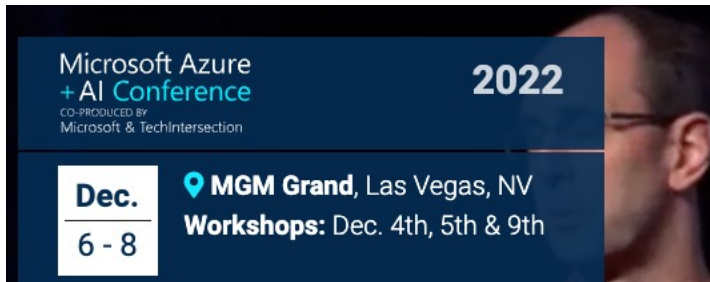 Microsoft Azure
+ AI Conference
CO-PRODUCED BY
Microsoft & TechIntersection
2022
Dec.
6 - 8
MGM Grand, Las Vegas, NV
Workshops: Dec. 4th, 5th & 9th